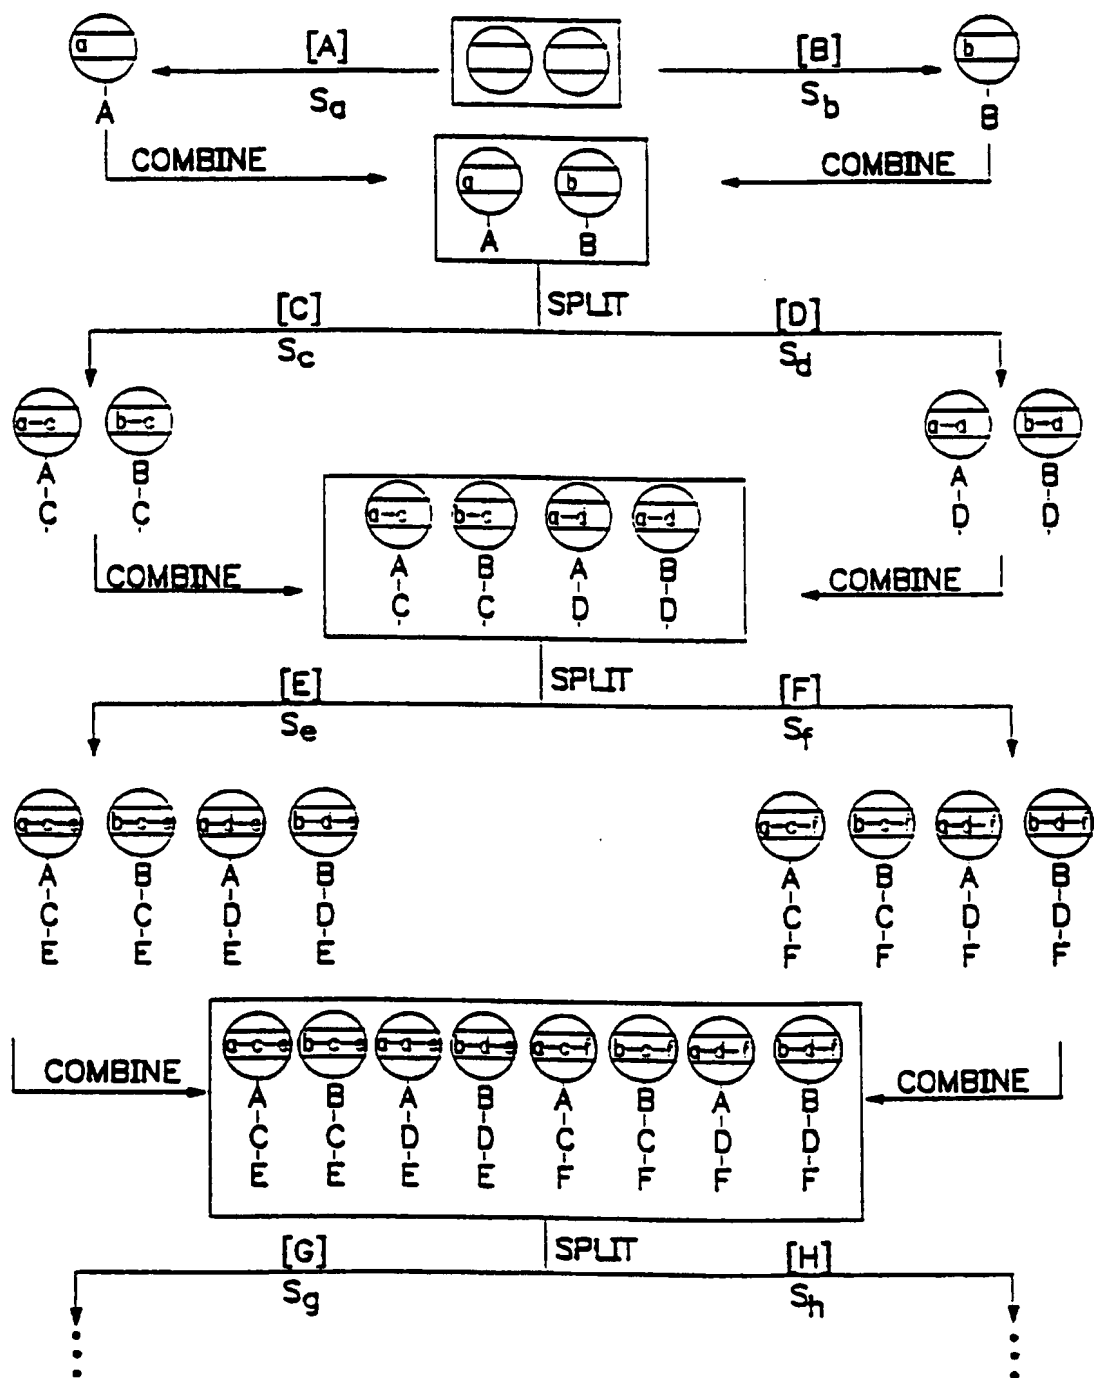 a [A] [B] b
Sa Sb
A B
COMBINE COMBINE
a b
A B
SPLIT
[C] [D]
Sc Sd
a-c b-c a-d b-d
A B A B
C C D D
a-c b-c a-d a-d
COMBINE COMBINE
A B A B
C C D D
SPLIT
[E] [F]
Se Sf
a-c-e b-c-e a-d-e b-d-e a-c-f b-c-f a-d-f b-d-f
A B A B A B A B
C C D D C C D D
E E E E F F F F
a-c-e b-c-e a-d-e b-d-e a-c-f b-c-f a-d-f b-d-f
COMBINE COMBINE
A B A B A B A B
C C D D C C D D
E E E E F F F F
SPLIT
[G] [H]
Sg Sh